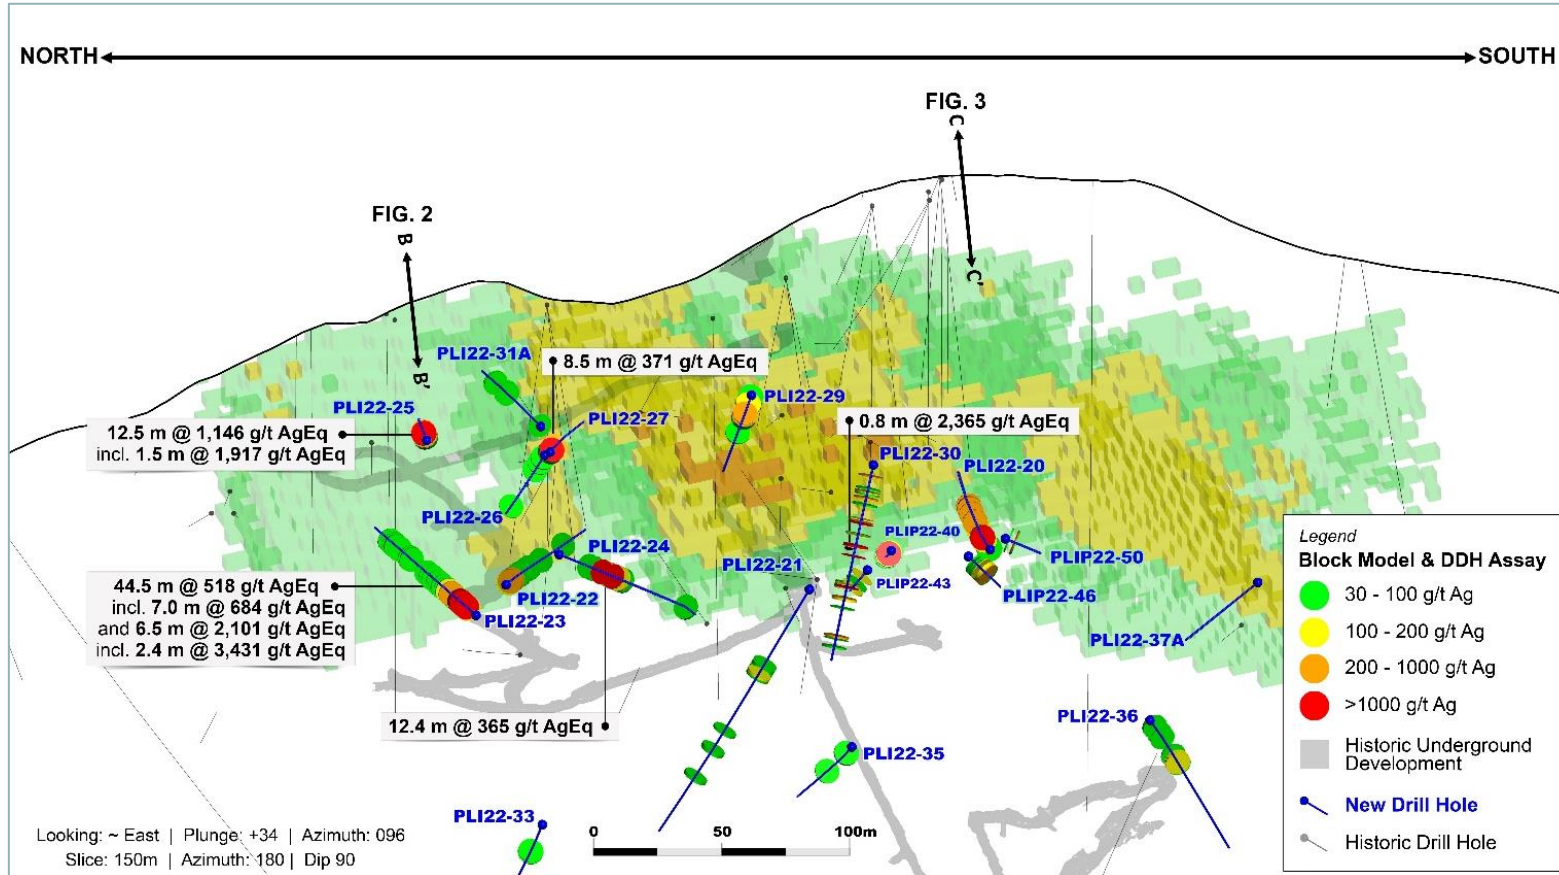 NORTH
SOUTH
FIG. 3
C
C'
FIG. 2
B
B'
PLI22-31A
8.5 m @ 371 g/t AgEq
PLI22-25
PLI22-27
PLI22-29
12.5 m @ 1,146 g/t AgEq
incl. 1.5 m @ 1,917 g/t AgEq
0.8 m @ 2,365 g/t AgEq
PLI22-30
PLI22-20
PLI22-26
PLIP22-40
PLI22-24
PLI22-21
PLIP22-50
PLIP22-43
PLI22-22
PLIP22-46
PLI22-23
PLI22-37A
44.5 m @ 518 g/t AgEq
incl. 7.0 m @ 684 g/t AgEq
and 6.5 m @ 2,101 g/t AgEq
incl. 2.4 m @ 3,431 g/t AgEq
12.4 m @ 365 g/t AgEq
PLI22-36
PLI22-35
PLI22-33
Looking: ~ East | Plunge: +34 | Azimuth: 096
Slice: 150m | Azimuth: 180 | Dip 90
0 50 100m
Legend
Block Model & DDH Assay
30 - 100 g/t Ag
100 - 200 g/t Ag
200 - 1000 g/t Ag
>1000 g/t Ag
Historic Underground
Development
New Drill Hole
Historic Drill Hole